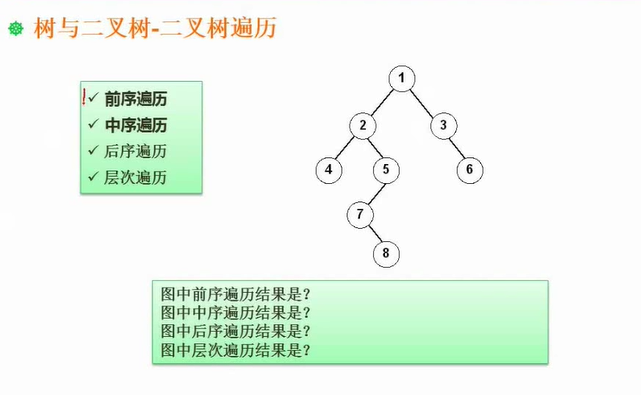 树与二叉树-二叉树遍历
前序遍历
中序遍历
后序遍历
层次遍历
1
2
3
4
5
6
7
8
图中前序遍历结果是?
图中中序遍历结果是?
图中后序遍历结果是?
图中层次遍历结果是?